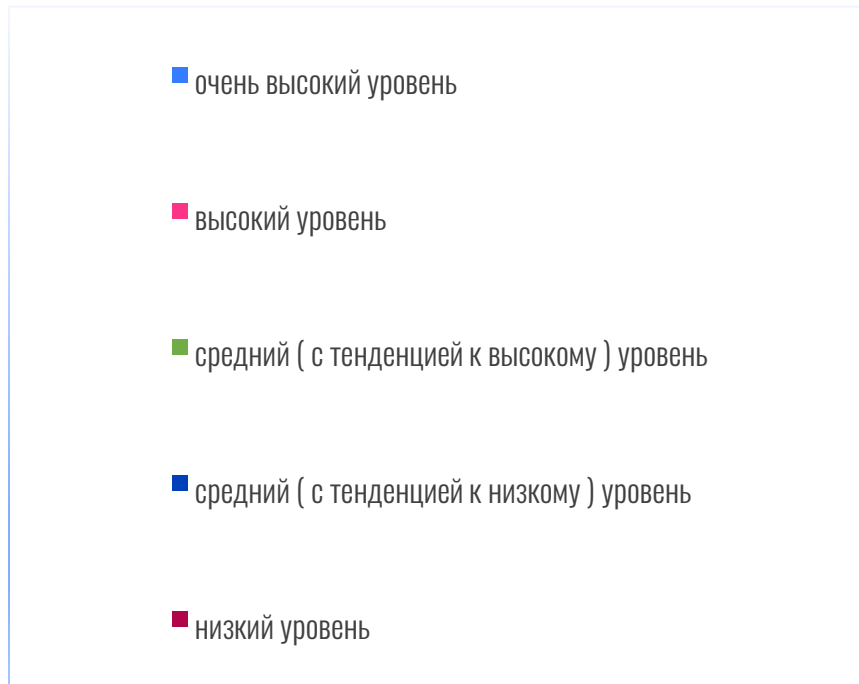 очень высокий уровень
высокий уровень
средний ( с тенденцией к высокому ) уровень
средний ( с тенденцией к низкому ) уровень
низкий уровень